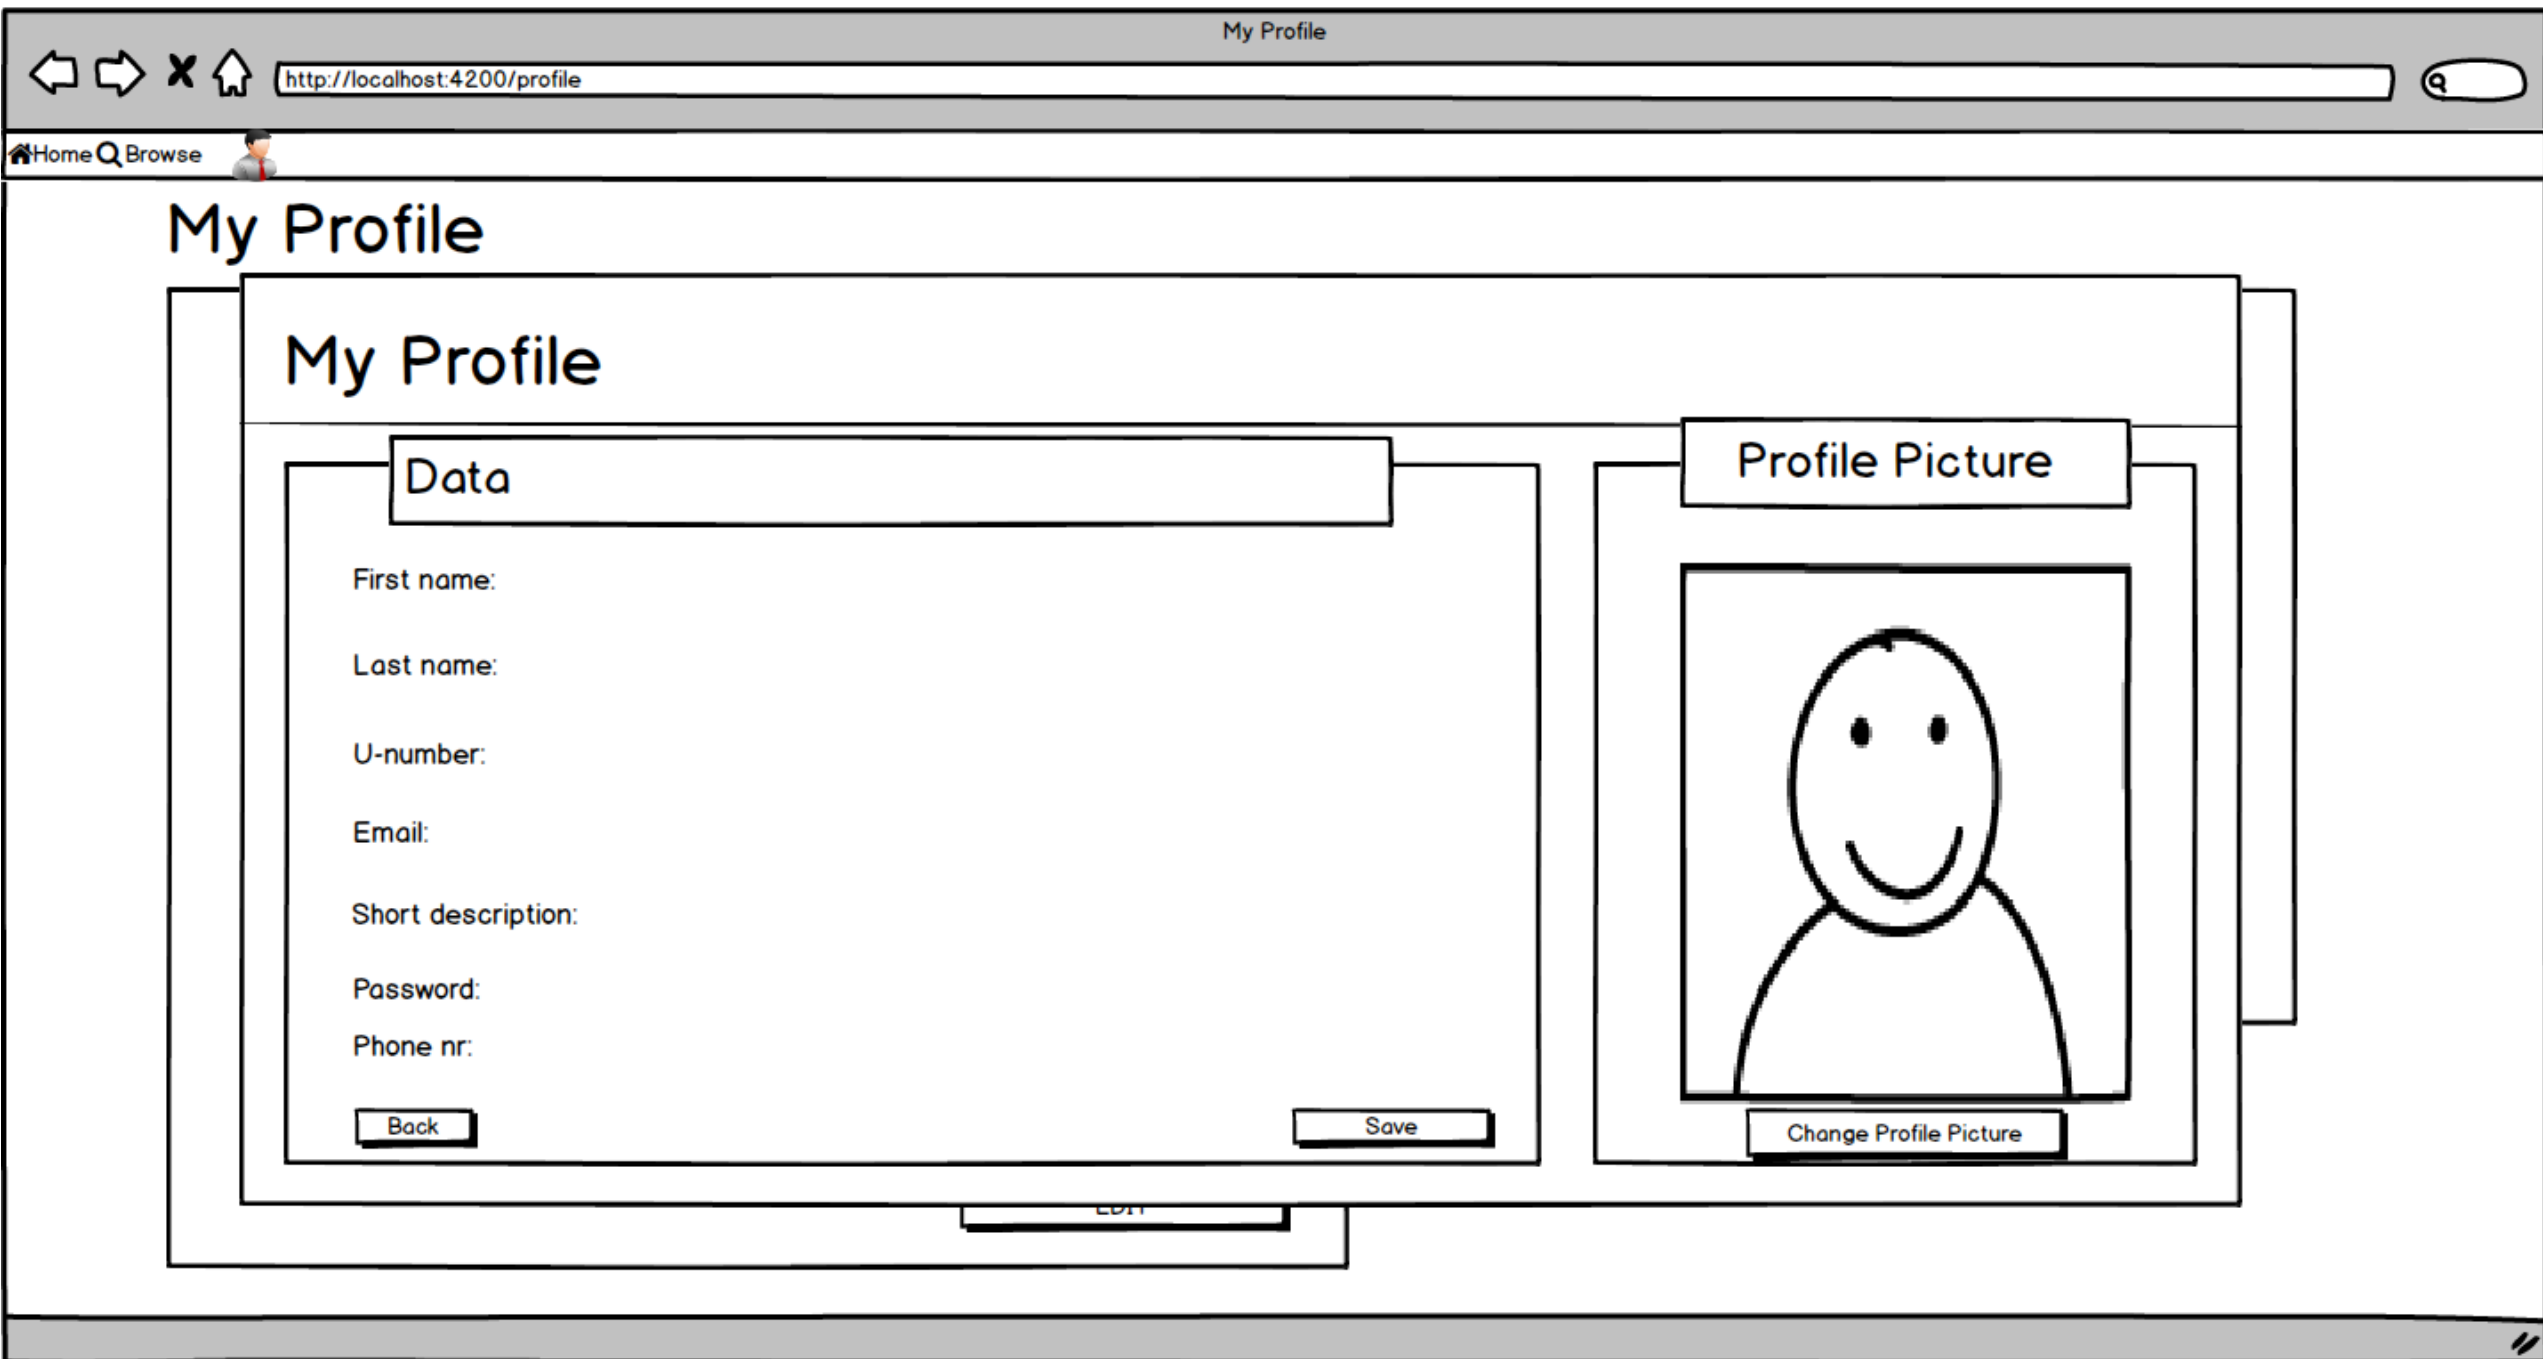 My Profile
http://localhost:4200/profile
Home Browse
My Profile
My Profile
Data
Profile Picture
First name:
Last name:
U-number:
Email:
Short description:
Password:
Phone nr:
Back
Save
Change Profile Picture
EDIT